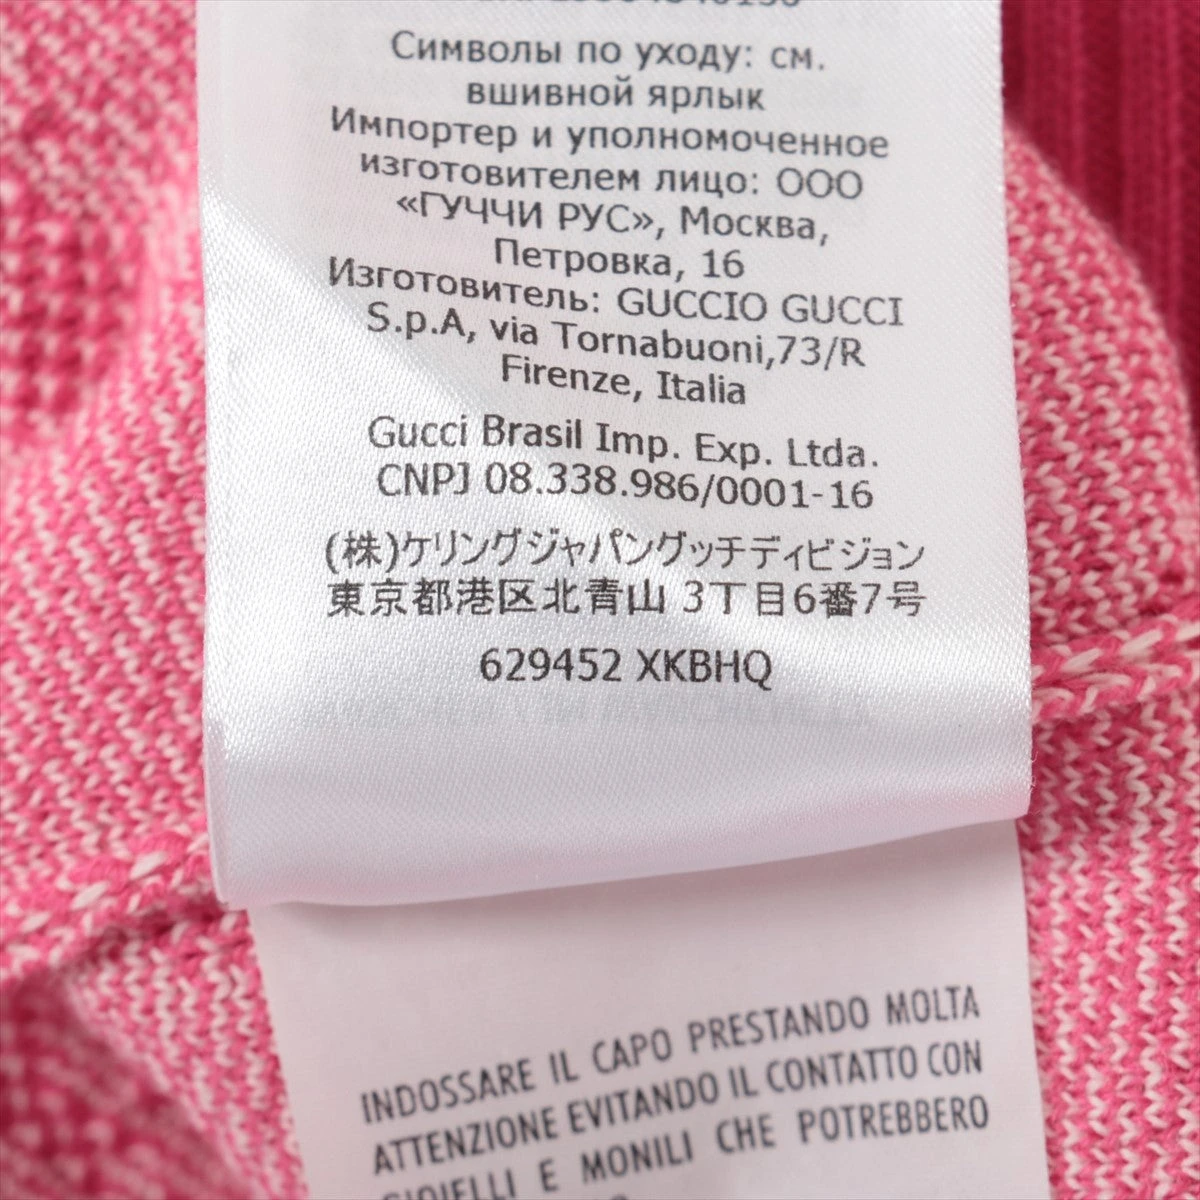 Символы по уходу: см.
вшивной ярлык
Импортер и уполномоченное
изготовителем лицо: ООО
«ГУЧЧИ РУС», Москва,
Петровка, 16
Изготовитель: GUCCIO GUCCI
S.p.A, via Tornabuoni,73/R
Firenze, Italia
Gucci Brasil Imp. Exp. Ltda.
CNPJ 08.338.986/0001-16
(株)ケリングジャパングッチディビジョン
東京都港区北青山 3丁目6番7号
629452 XKBHQ
INDOSSARE IL CAPO PRESTANDO MOLTA
ATTENZIONE EVITANDO IL CONTATTO CON
GIOIELLI E MONILI CHE POTREBBERO